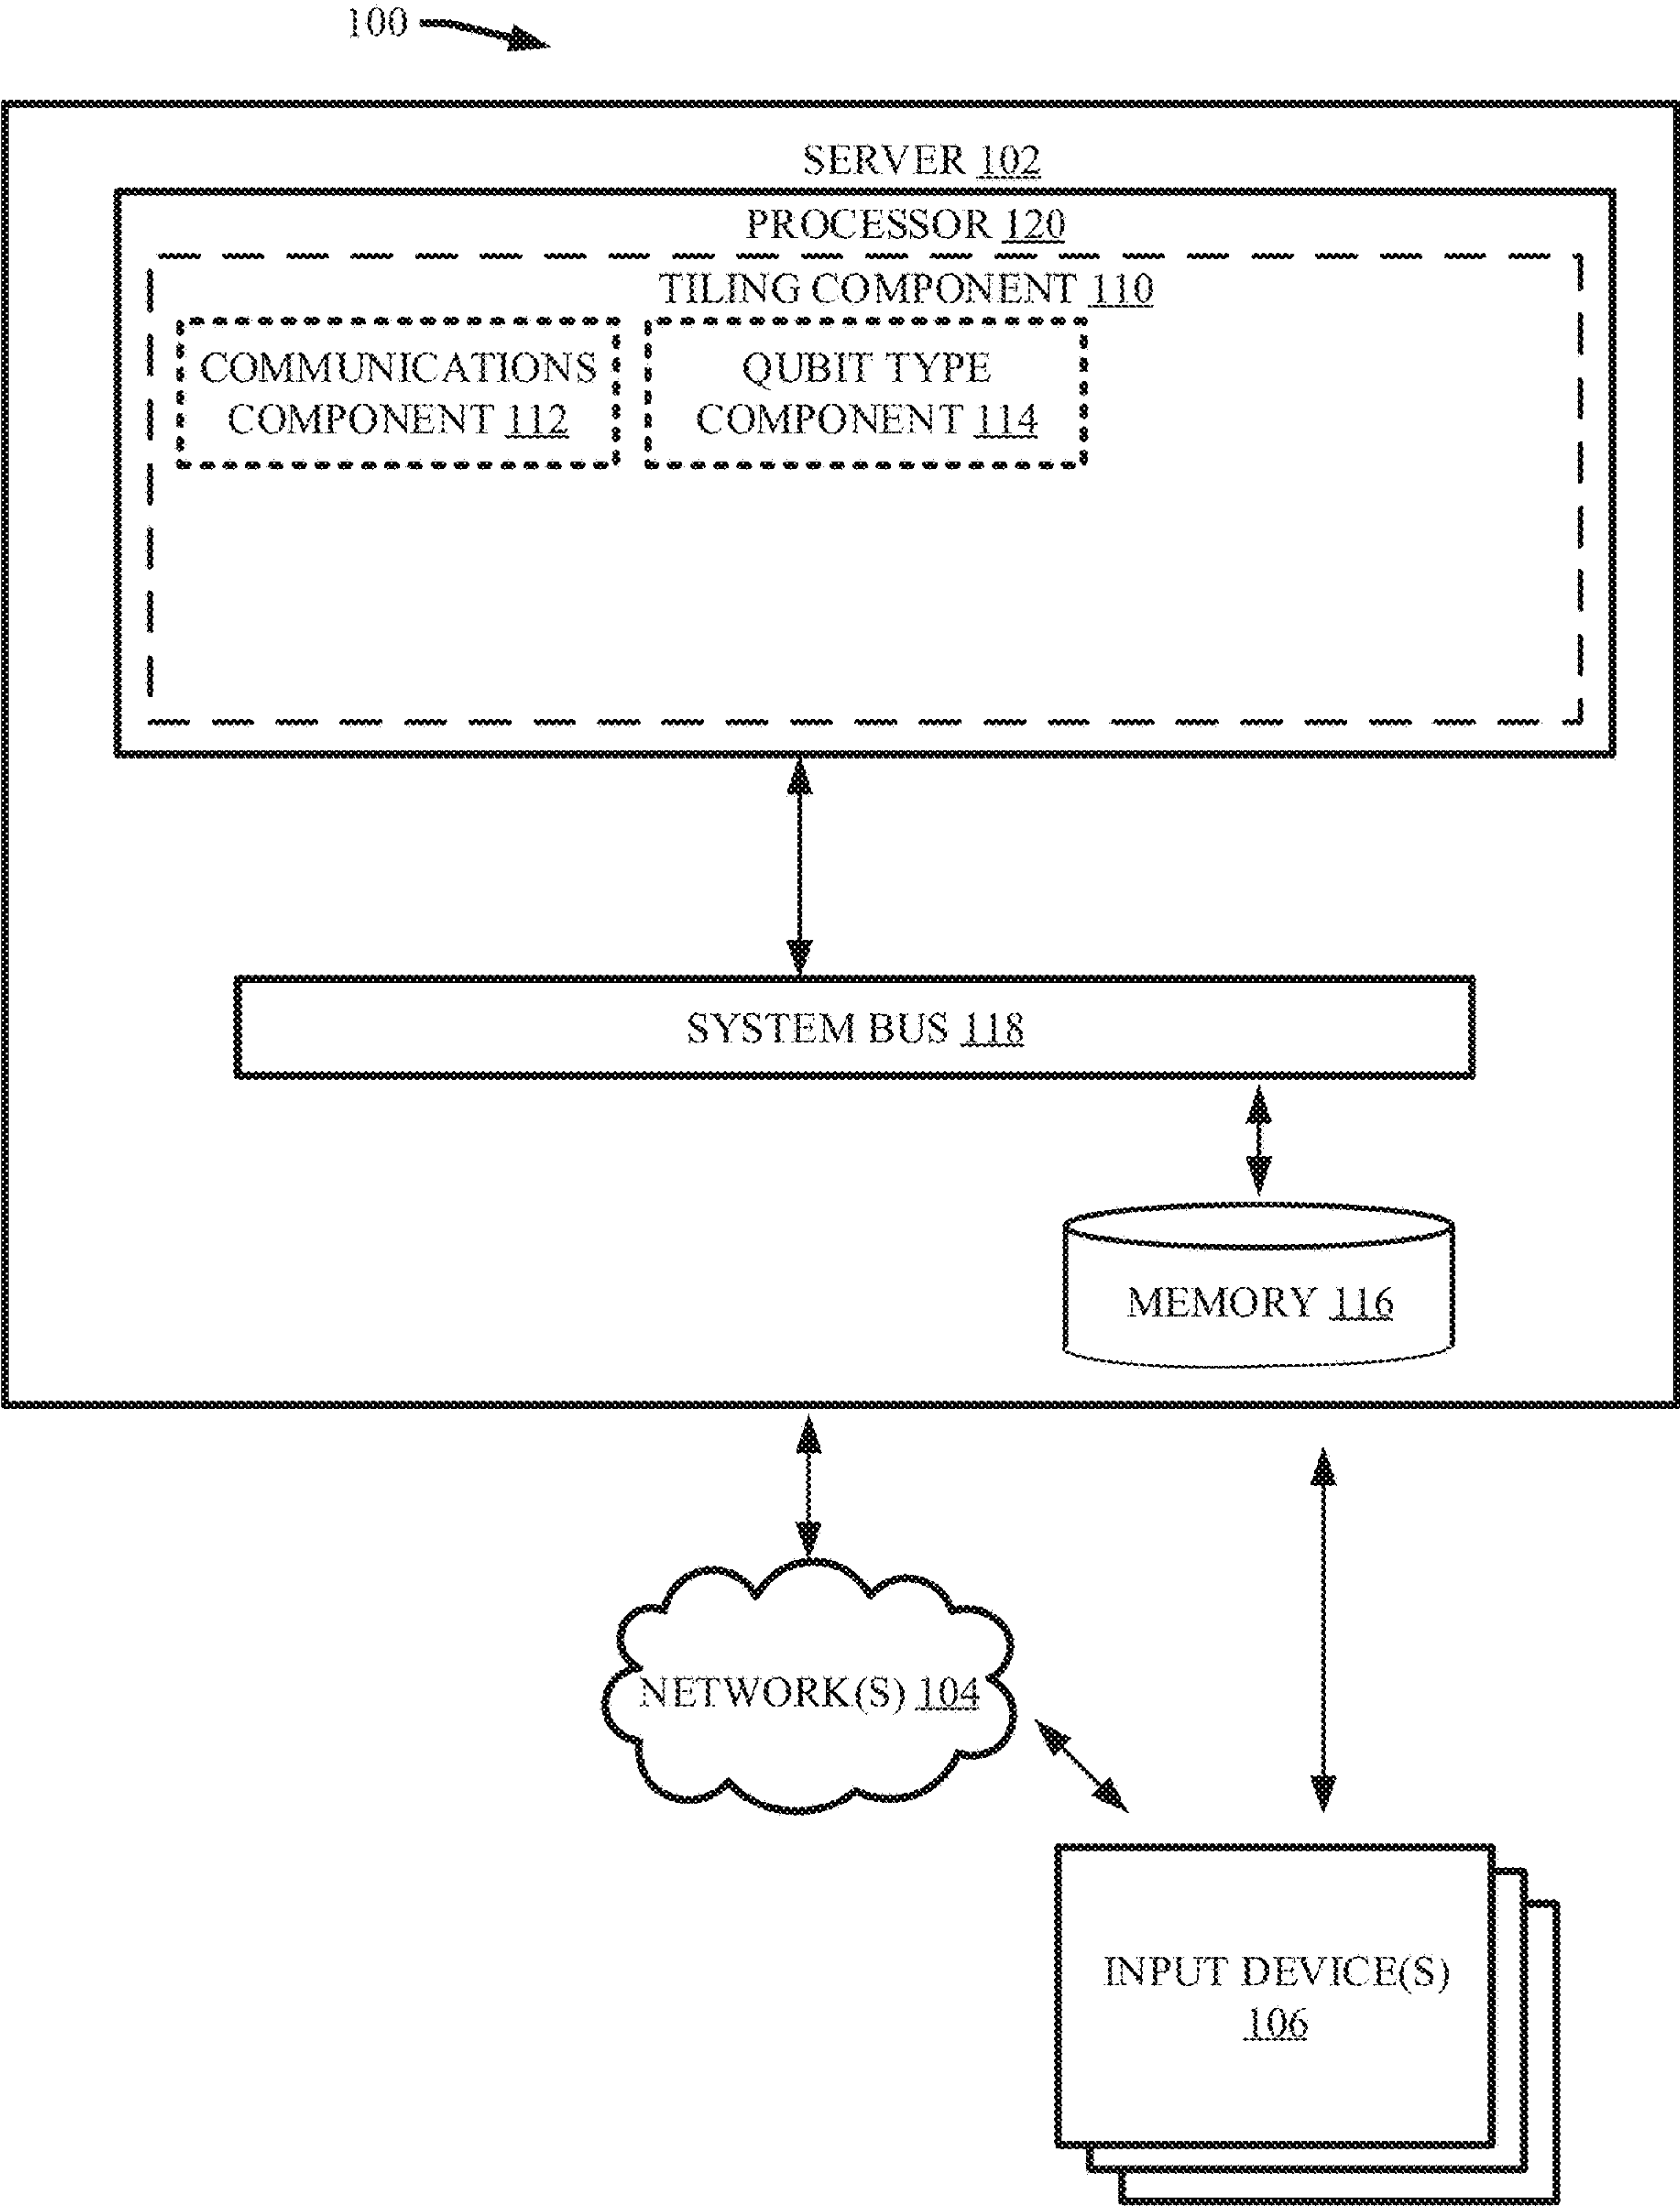 100
SERVER 102
PROCESSOR 120
TILING COMPONENT 110
COMMUNICATIONS
COMPONENT 112
QUBIT TYPE
COMPONENT 114
SYSTEM BUS 118
MEMORY 116
NETWORK(S) 104
INPUT DEVICE(S)
106